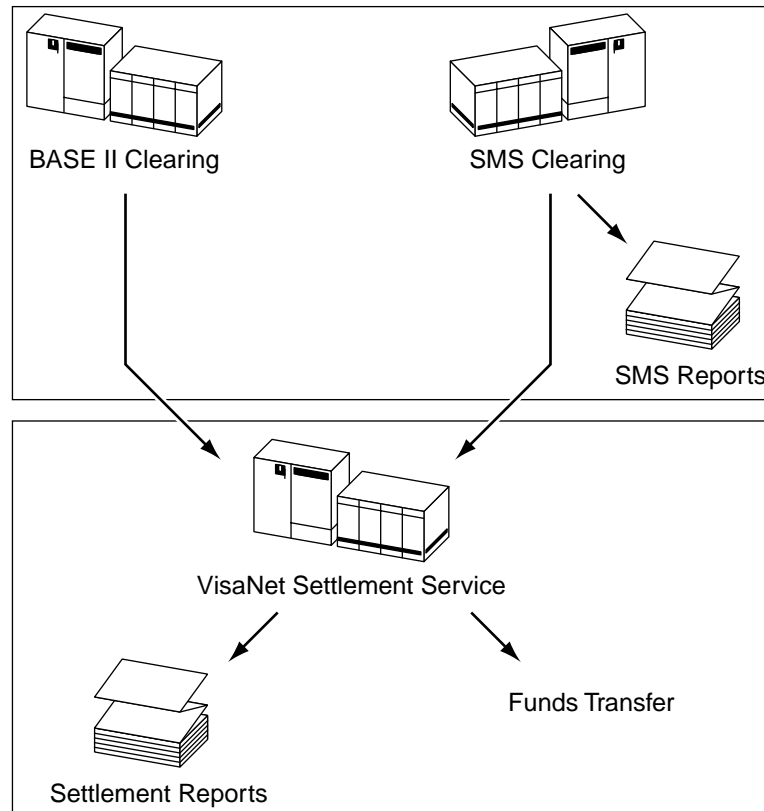 BASE II Clearing
SMS Clearing
SMS Reports
VisaNet Settlement Service
Funds Transfer
Settlement Reports